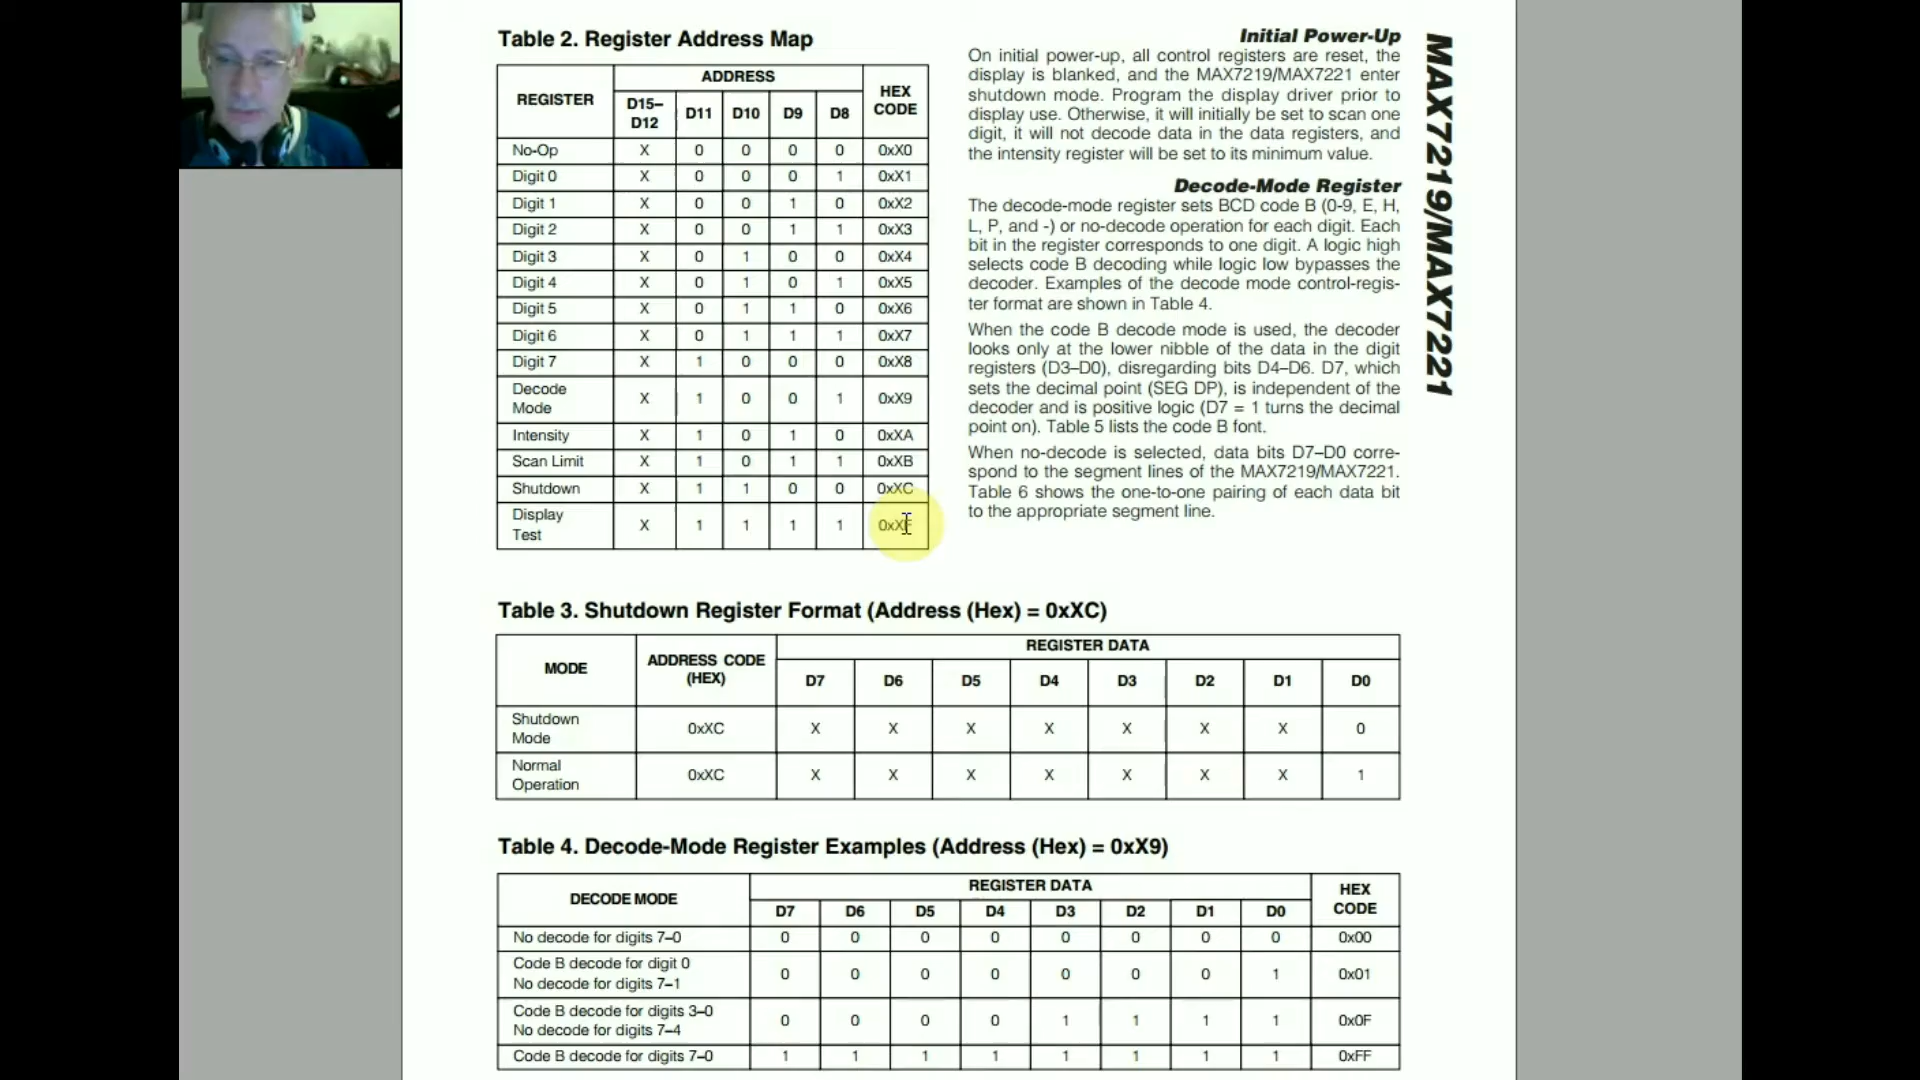 Table 2. Register Address Map
REGISTER ADDRESS HEX CODE
D15–D12 D11 D10 D9 D8
No-Op X 0 0 0 0 0xX0
Digit 0 X 0 0 0 1 0xX1
Digit 1 X 0 0 1 0 0xX2
Digit 2 X 0 0 1 1 0xX3
Digit 3 X 0 1 0 0 0xX4
Digit 4 X 0 1 0 1 0xX5
Digit 5 X 0 1 1 0 0xX6
Digit 6 X 0 1 1 1 0xX7
Digit 7 X 1 0 0 0 0xX8
Decode Mode X 1 0 0 1 0xX9
Intensity X 1 0 1 0 0xXA
Scan Limit X 1 0 1 1 0xXB
Shutdown X 1 1 0 0 0xXC
Display Test X 1 1 1 1 0xXF
Initial Power-Up
On initial power-up, all control registers are reset, the
display is blanked, and the MAX7219/MAX7221 enter
shutdown mode. Program the display driver prior to
display use. Otherwise, it will initially be set to scan one
digit, it will not decode data in the data registers, and
the intensity register will be set to its minimum value.
Decode-Mode Register
The decode-mode register sets BCD code B (0-9, E, H,
L, P, and -) or no-decode operation for each digit. Each
bit in the register corresponds to one digit. A logic high
selects code B decoding while logic low bypasses the
decoder. Examples of the decode mode control-regis-
ter format are shown in Table 4.
When the code B decode mode is used, the decoder
looks only at the lower nibble of the data in the digit
registers (D3–D0), disregarding bits D4–D6. D7, which
sets the decimal point (SEG DP), is independent of the
decoder and is positive logic (D7 = 1 turns the decimal
point on). Table 5 lists the code B font.
When no-decode is selected, data bits D7–D0 corre-
spond to the segment lines of the MAX7219/MAX7221.
Table 6 shows the one-to-one pairing of each data bit
to the appropriate segment line.
MAX7219/MAX7221
Table 3. Shutdown Register Format (Address (Hex) = 0xXC)
MODE ADDRESS CODE (HEX) REGISTER DATA
D7 D6 D5 D4 D3 D2 D1 D0
Shutdown Mode 0xXC X X X X X X X 0
Normal Operation 0xXC X X X X X X X 1
Table 4. Decode-Mode Register Examples (Address (Hex) = 0xX9)
DECODE MODE REGISTER DATA HEX CODE
D7 D6 D5 D4 D3 D2 D1 D0
No decode for digits 7–0 0 0 0 0 0 0 0 0 0x00
Code B decode for digit 0
No decode for digits 7–1 0 0 0 0 0 0 0 1 0x01
Code B decode for digits 3–0
No decode for digits 7–4 0 0 0 0 1 1 1 1 0x0F
Code B decode for digits 7–0 1 1 1 1 1 1 1 1 0xFF